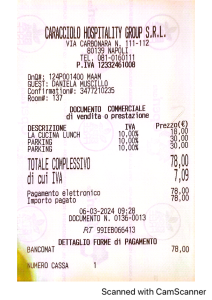 CARACCIOLO HOSPITALITY GROUP S.R.L.
VIA CARBONARA N. 111-112
80139 NAPOLI
TEL. 081-0160111
P.IVA 12332461008
OnQ#: 124P001400 MAAM
GUEST: DANIELA MUSCILLO
Confirmation#: 3477210235
Room#: 137
DOCUMENTO COMMERCIALE
di vendita o prestazione
DESCRIZIONE IVA Prezzo(€)
LA CUCINA LUNCH 10,00% 18,00
PARKING 10,00% 30,00
PARKING 10,00% 30,00
TOTALE COMPLESSIVO 78,00
di cui IVA 7,09
Pagamento elettronico 78,00
Importo pagato 78,00
06-03-2024 09:28
DOCUMENTO N. 0136-0013
RT 99IEB066413
DETTAGLIO FORME di PAGAMENTO
BANCOMAT 78,00
NUMERO CASSA 1
Scanned with CamScanner